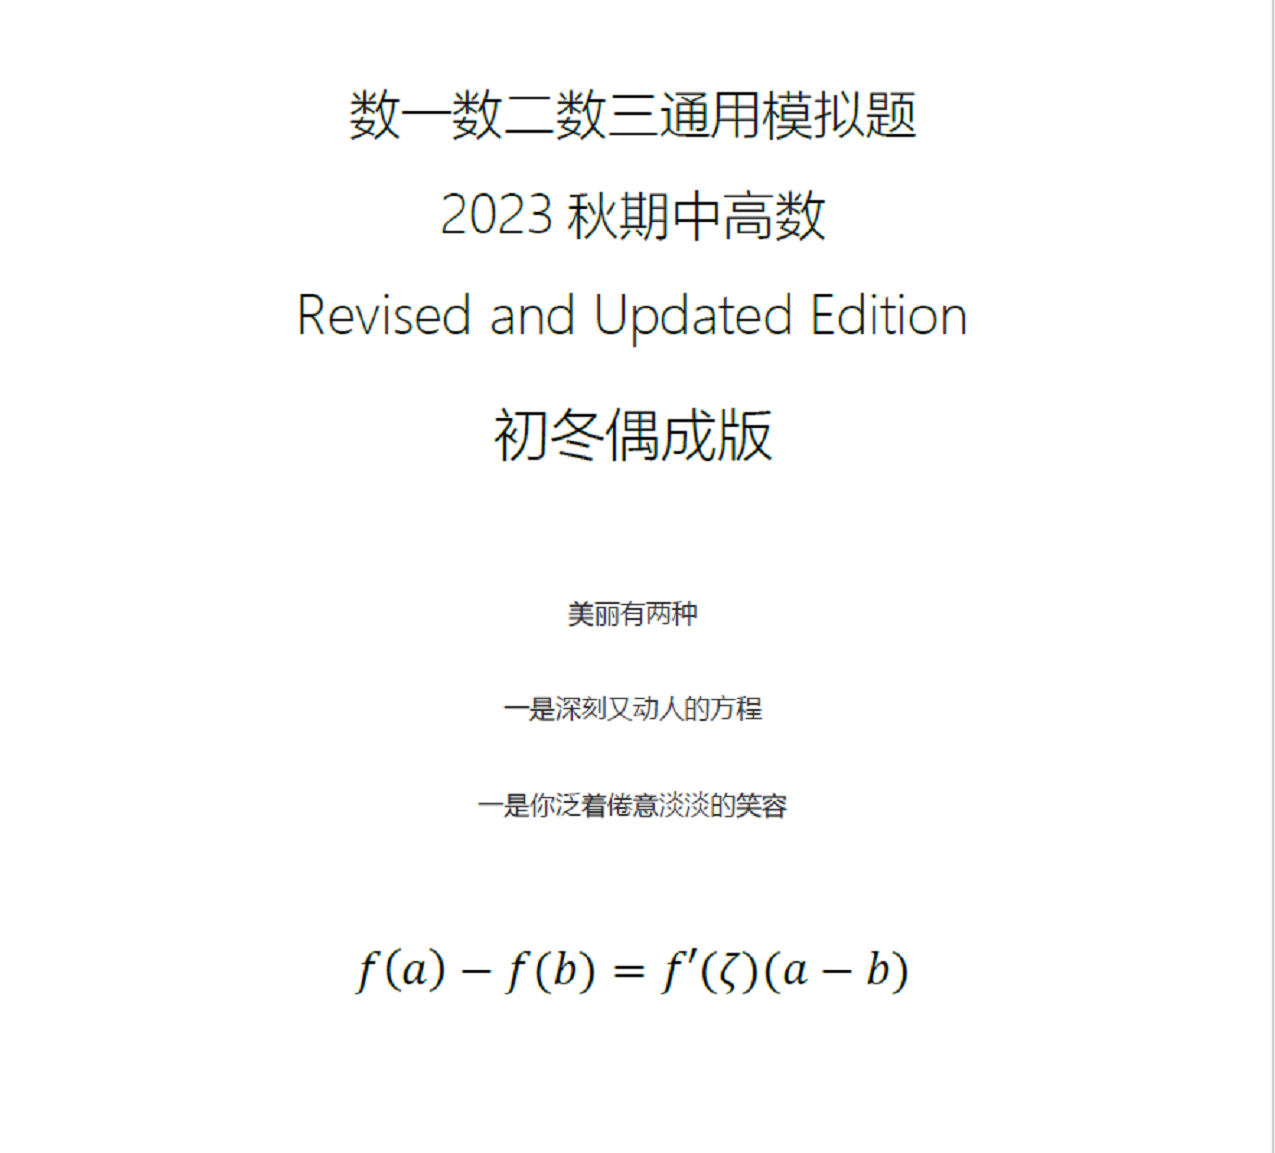 数一数二数三通用模拟题
2023 秋期中高数
Revised and Updated Edition
初冬偶成版
美丽有两种
一是深刻又动人的方程
一是你泛着倦意淡淡的笑容
f(a) − f(b) = f′(ζ)(a − b)